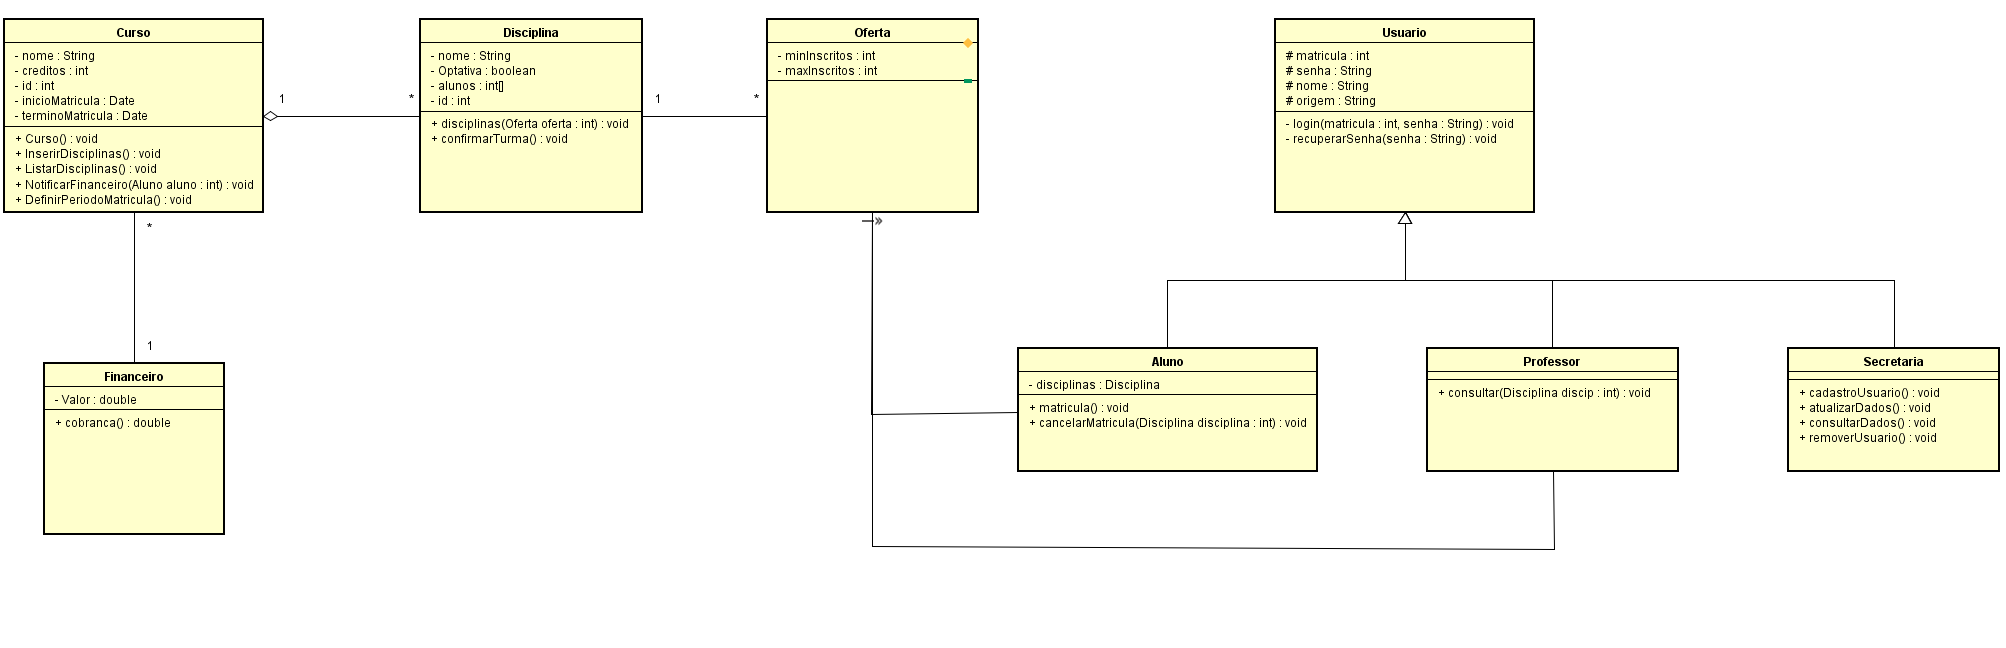 Curso
- nome : String
- creditos : int
- id : int
- inicioMatricula : Date
- terminoMatricula : Date
+ Curso() : void
+ InserirDisciplinas() : void
+ ListarDisciplinas() : void
+ NotificarFinanceiro(Aluno aluno : int) : void
+ DefinirPeriodoMatricula() : void
1
*
Disciplina
- nome : String
- Optativa : boolean
- alunos : int[]
- id : int
+ disciplinas(Oferta oferta : int) : void
+ confirmarTurma() : void
1
*
Oferta
- minInscritos : int
- maxInscritos : int
Usuario
# matricula : int
# senha : String
# nome : String
# origem : String
- login(matricula : int, senha : String) : void
- recuperarSenha(senha : String) : void
*
1
Financeiro
- Valor : double
+ cobranca() : double
Aluno
- disciplinas : Disciplina
+ matricula() : void
+ cancelarMatricula(Disciplina disciplina : int) : void
Professor
+ consultar(Disciplina discip : int) : void
Secretaria
+ cadastroUsuario() : void
+ atualizarDados() : void
+ consultarDados() : void
+ removerUsuario() : void